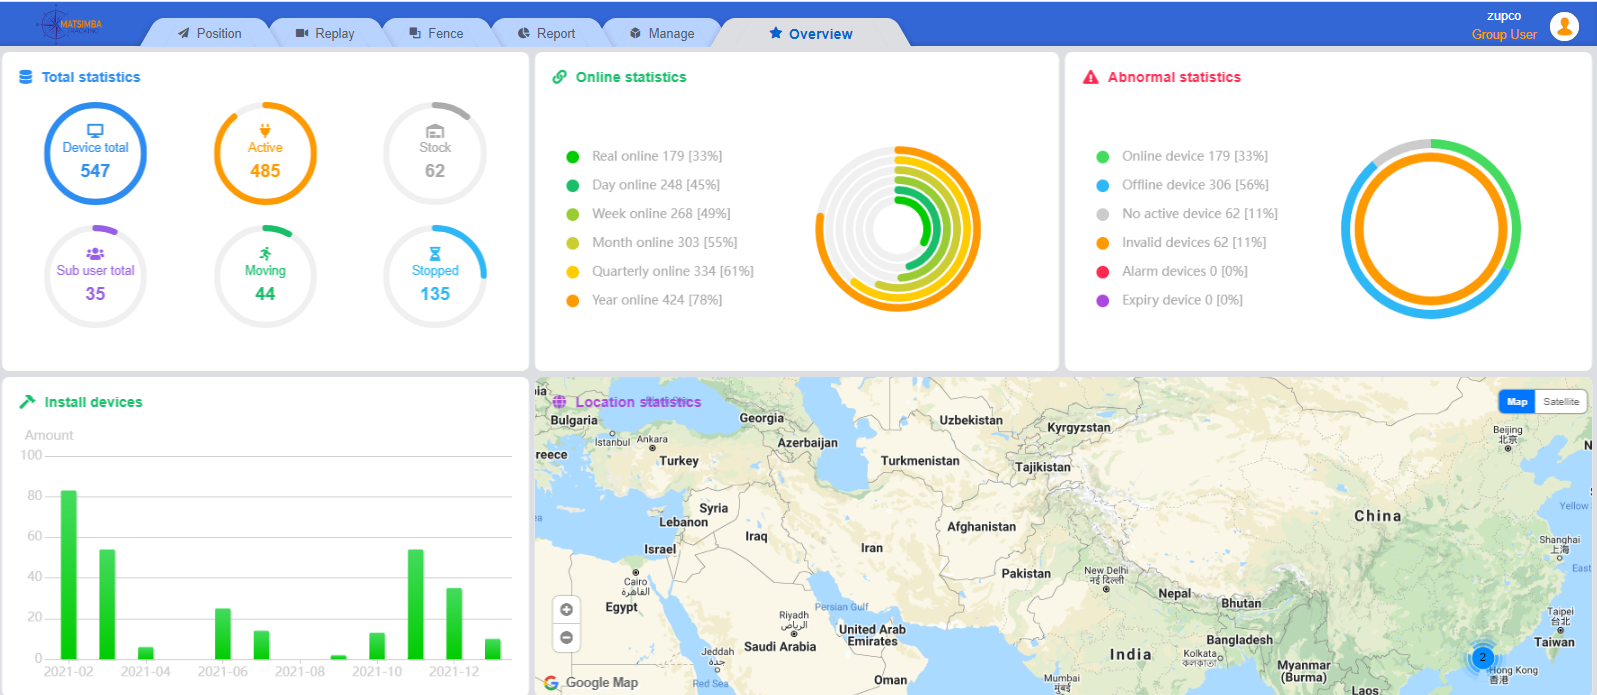 MATSIMBA
TRACKING
Position
Replay
Fence
Report
Manage
Overview
zupco
Group User
Total statistics
Device total
547
Active
485
Stock
62
Sub user total
35
Moving
44
Stopped
135
Online statistics
Real online 179 [33%]
Day online 248 [45%]
Week online 268 [49%]
Month online 303 [55%]
Quarterly online 334 [61%]
Year online 424 [78%]
Abnormal statistics
Online device 179 [33%]
Offline device 306 [56%]
No active device 62 [11%]
Invalid devices 62 [11%]
Alarm devices 0 [0%]
Expiry device 0 [0%]
Install devices
Amount
100
80
60
40
20
0
2021-02
2021-04
2021-06
2021-08
2021-10
2021-12
Location statistics
Map
Satellite
Bulgaria
Georgia
Uzbekistan
Kyrgyzstan
Beijing
北京
Istanbul
Ankara
Azerbaijan
reece
Turkey
Turkmenistan
Tajikistan
Syria
Lebanon
Afghanistan
China
Yellow
Iraq
Iran
Israel
Shanghai
上海
East
Cairo
القاهرة
Pakistan
New Delhi
नई दिल्ली
Nepal
Bhutan
Egypt
Persian Gulf
Riyadh
الرياض
Taipei
台北
United Arab
Emirates
Saudi Arabia
Bangladesh
Taiwan
Jeddah
جدة
India
Kolkata
কলকাতা
2
Hong Kong
香港
Myanmar
(Burma)
Google Map
Red Sea
Oman
Mumbai
मुंबई
Laos